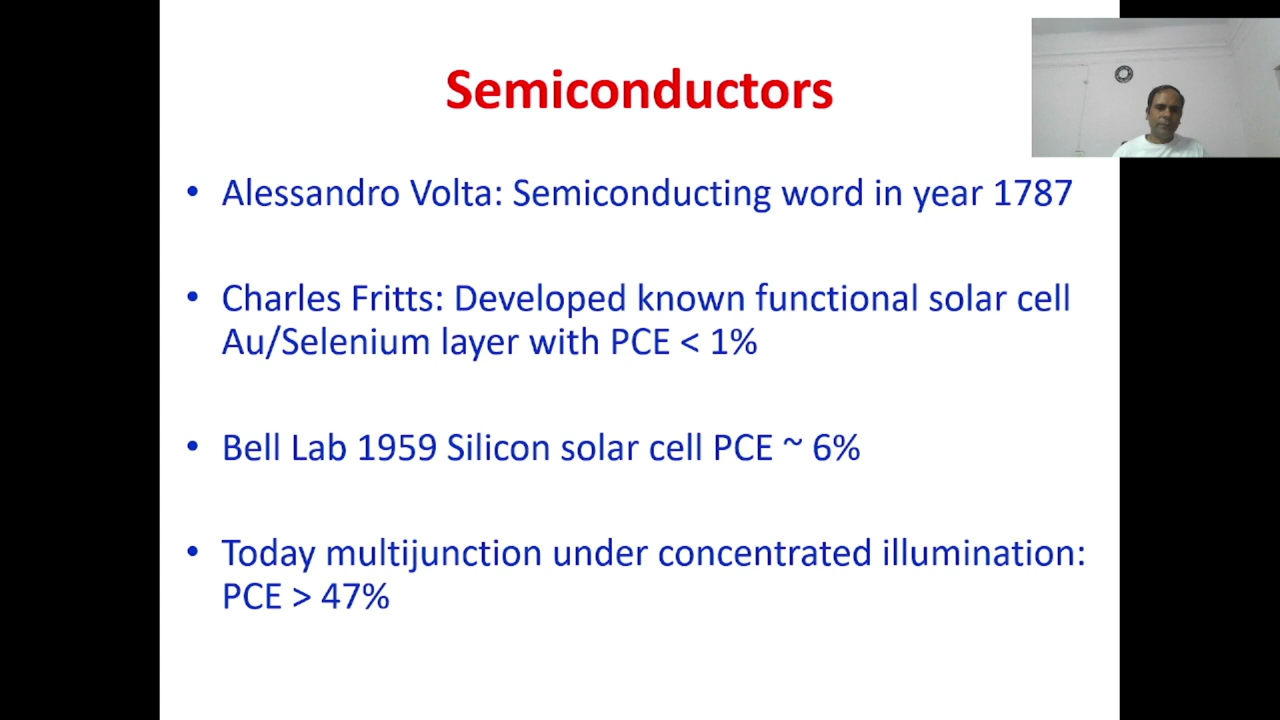 Semiconductors
• Alessandro Volta: Semiconducting word in year 1787
• Charles Fritts: Developed known functional solar cell
Au/Selenium layer with PCE < 1%
• Bell Lab 1959 Silicon solar cell PCE ~ 6%
• Today multijunction under concentrated illumination:
PCE > 47%